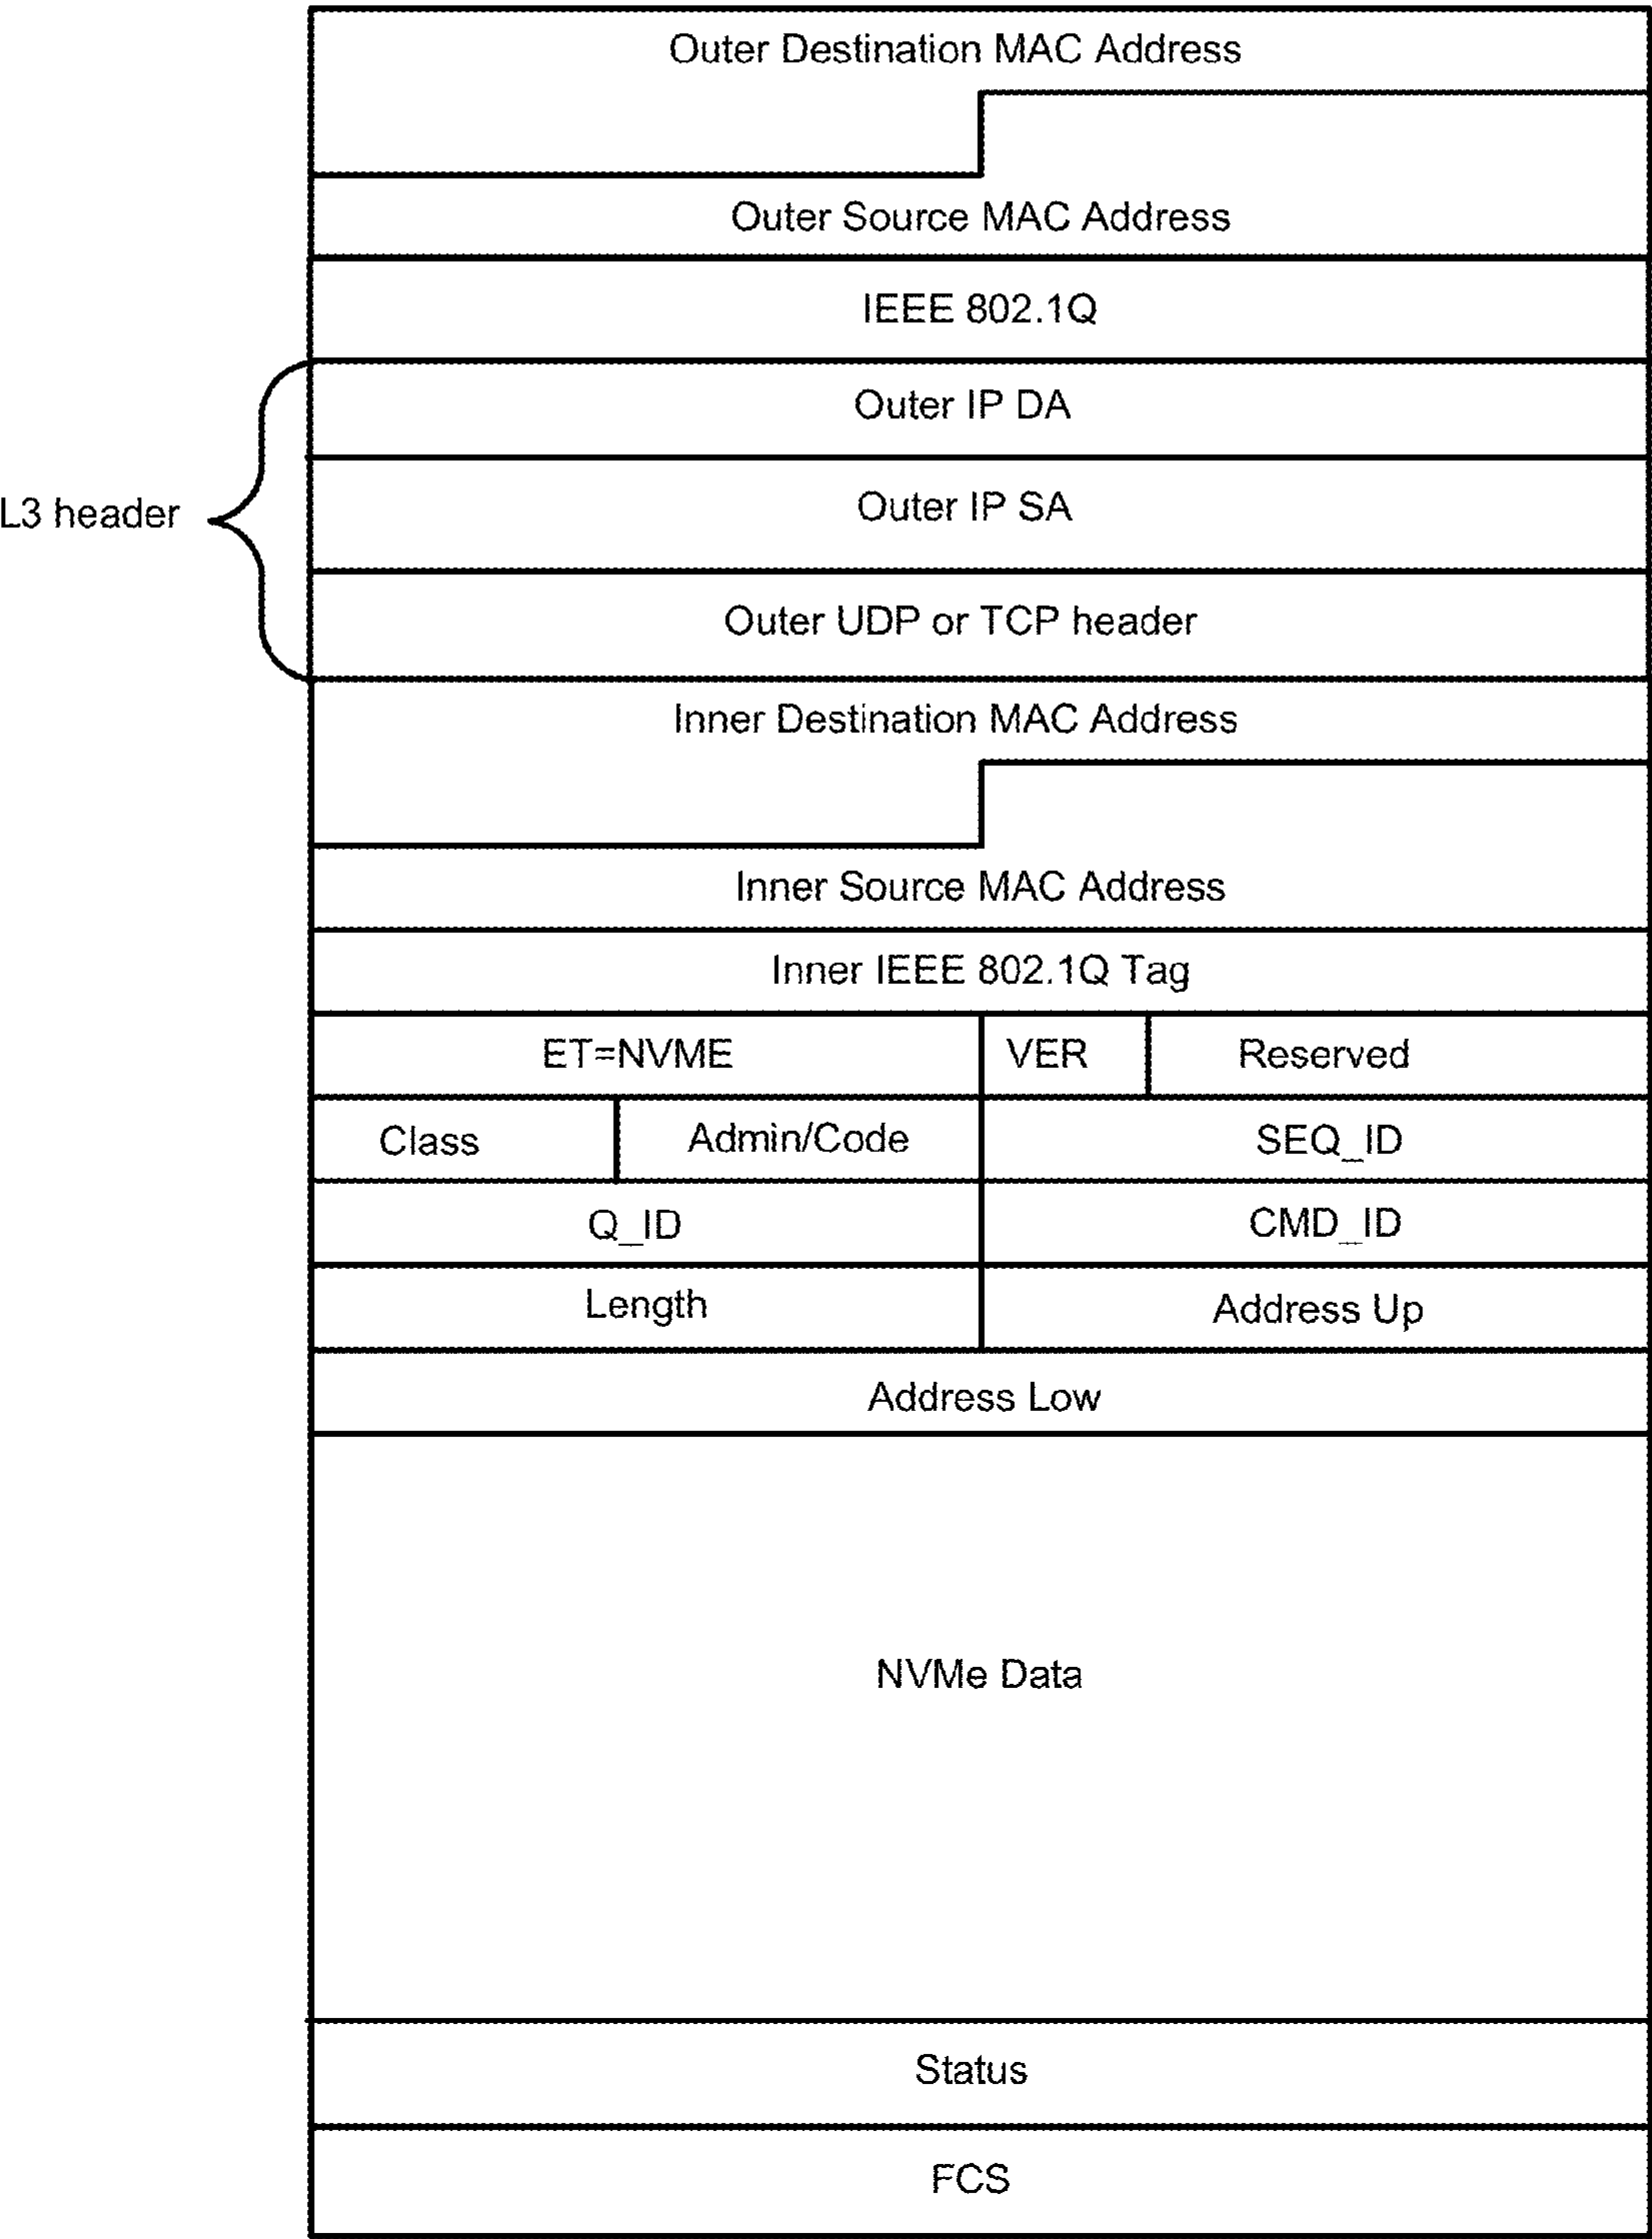 Outer Destination MAC Address
Outer Source MAC Address
IEEE 802.1Q
Outer IP DA
L3 header
Outer IP SA
Outer UDP or TCP header
Inner Destination MAC Address
Inner Source MAC Address
Inner IEEE 802.1Q Tag
ET=NVME VER Reserved
Class Admin/Code SEQ_ID
Q_ID CMD_ID
Length Address Up
Address Low
NVMe Data
Status
FCS